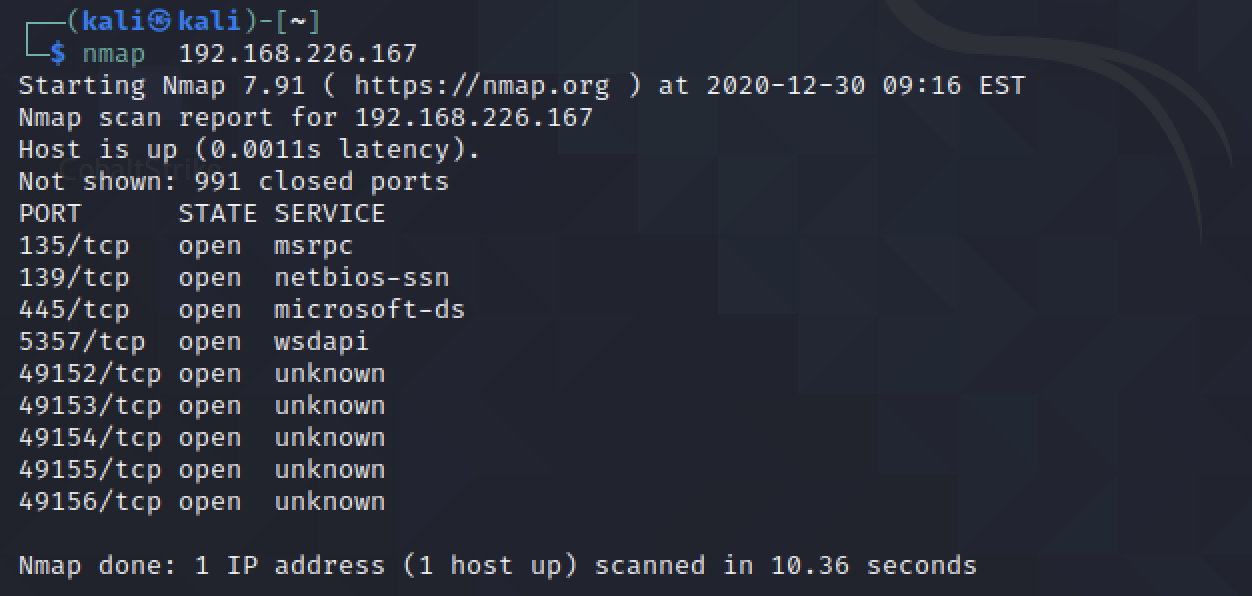 ┌──(kali㉿kali)-[~]
└─$ nmap  192.168.226.167
Starting Nmap 7.91 ( https://nmap.org ) at 2020-12-30 09:16 EST
Nmap scan report for 192.168.226.167
Host is up (0.0011s latency).
CobaltStrike
Not shown: 991 closed ports
PORT      STATE SERVICE
135/tcp   open  msrpc
139/tcp   open  netbios-ssn
445/tcp   open  microsoft-ds
5357/tcp  open  wsdapi
49152/tcp open  unknown
49153/tcp open  unknown
49154/tcp open  unknown
49155/tcp open  unknown
49156/tcp open  unknown
Nmap done: 1 IP address (1 host up) scanned in 10.36 seconds